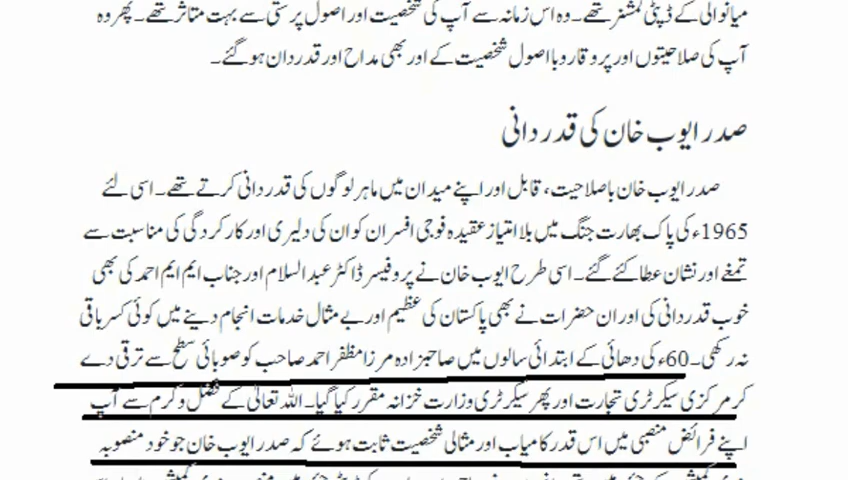 میانوالی کے ڈپٹی کمشنر تھے۔ وہ اس زمانہ سے آپ کی شخصیت اور اصول پرستی سے بہت متاثر تھے۔ پھر وہ
آپ کی صلاحیتوں اور پروقار و بااصول شخصیت کے اور بھی مداح اور قدردان ہو گئے۔
صدر ایوب خان کی قدر دانی
صدر ایوب خان باصلاحیت، قابل اور اپنے میدان میں ماہر لوگوں کی قدردانی کرتے تھے۔ اسی لئے
1965ء کی پاک بھارت جنگ میں بلا امتیاز عقیدہ فوجی افسران کو ان کی دلیری اور کارکردگی کی مناسبت سے
تمغے اور نشان عطا کئے گئے۔ اسی طرح ایوب خان نے پروفیسر ڈاکٹر عبدالسلام اور جناب ایم ایم احمد کی بھی
خوب قدردانی کی اور ان حضرات نے بھی پاکستان کی عظیم اور بے مثال خدمات انجام دینے میں کوئی کسر باقی
نہ رکھی۔ 60ء کی دھائی کے ابتدائی سالوں میں صاحبزادہ مرزا مظفر احمد صاحب کو صوبائی سطح سے ترقی دے
کر مرکزی سیکرٹری تجارت اور پھر سیکرٹری وزارت خزانہ مقرر کیا گیا۔ اللہ تعالیٰ کے فضل و کرم سے آپ
اپنے فرائض منصبی میں اس قدر کامیاب اور مثالی شخصیت ثابت ہوئے کہ صدر ایوب خان جو خود منصوبہ